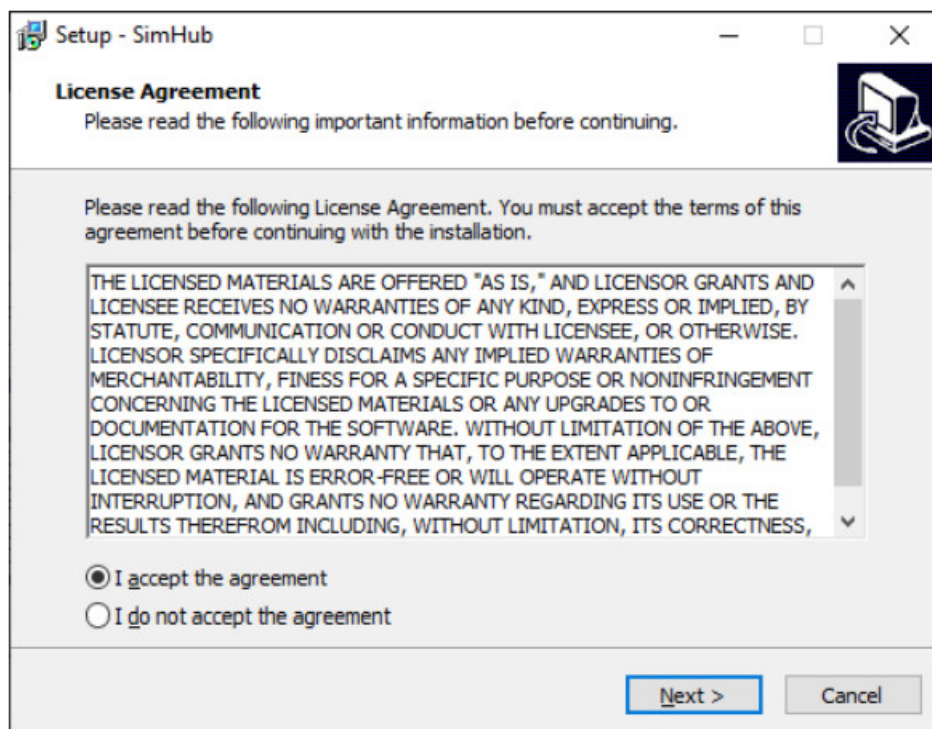 Setup - SimHub
License Agreement
Please read the following important information before continuing.
Please read the following License Agreement. You must accept the terms of this
agreement before continuing with the installation.
THE LICENSED MATERIALS ARE OFFERED "AS IS," AND LICENSOR GRANTS AND
LICENSEE RECEIVES NO WARRANTIES OF ANY KIND, EXPRESS OR IMPLIED, BY
STATUTE, COMMUNICATION OR CONDUCT WITH LICENSEE, OR OTHERWISE.
LICENSOR SPECIFICALLY DISCLAIMS ANY IMPLIED WARRANTIES OF
MERCHANTABILITY, FINESS FOR A SPECIFIC PURPOSE OR NONINFRINGEMENT
CONCERNING THE LICENSED MATERIALS OR ANY UPGRADES TO OR
DOCUMENTATION FOR THE SOFTWARE. WITHOUT LIMITATION OF THE ABOVE,
LICENSOR GRANTS NO WARRANTY THAT, TO THE EXTENT APPLICABLE, THE
LICENSED MATERIAL IS ERROR-FREE OR WILL OPERATE WITHOUT
INTERRUPTION, AND GRANTS NO WARRANTY REGARDING ITS USE OR THE
RESULTS THEREFROM INCLUDING, WITHOUT LIMITATION, ITS CORRECTNESS,
I accept the agreement
I do not accept the agreement
Next >
Cancel